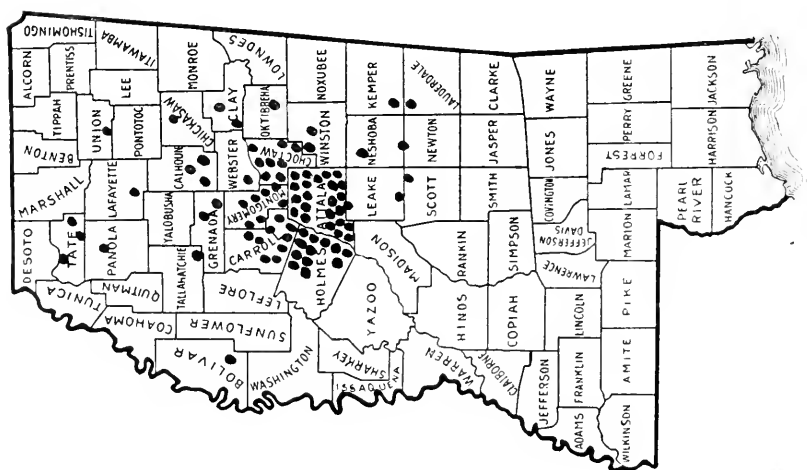 DESOTO
MARSHALL
BENTON
TIPPAH
ALCORN
PRENTISS
TISHOMINGO
TUNICA
TATE
PANOLA
LAFAYETTE
UNION
PONTOTOC
LEE
ITAWAMBA
COAHOMA
QUITMAN
TALLAHATCHIE
YALOBUSHA
CALHOUN
CHICKASAW
MONROE
BOLIVAR
SUNFLOWER
LEFLORE
GRENADA
CARROLL
MONTGOMERY
WEBSTER
CLAY
LOWNDES
OKTIBBEHA
CHOCTAW
WASHINGTON
HOLMES
ATTALA
WINSTON
NOXUBEE
SHARKEY
ISSAQUENA
YAZOO
MADISON
LEAKE
NESHOBA
KEMPER
WARREN
HINDS
RANKIN
SCOTT
NEWTON
LAUDERDALE
CLAIBORNE
COPIAH
SIMPSON
SMITH
JASPER
CLARKE
JEFFERSON
LINCOLN
LAWRENCE
JEFFERSON
DAVIS
COVINGTON
JONES
WAYNE
ADAMS
FRANKLIN
WILKINSON
AMITE
PIKE
MARION
LAMAR
FORREST
PERRY
GREENE
PEARL
RIVER
HANCOCK
HARRISON
JACKSON